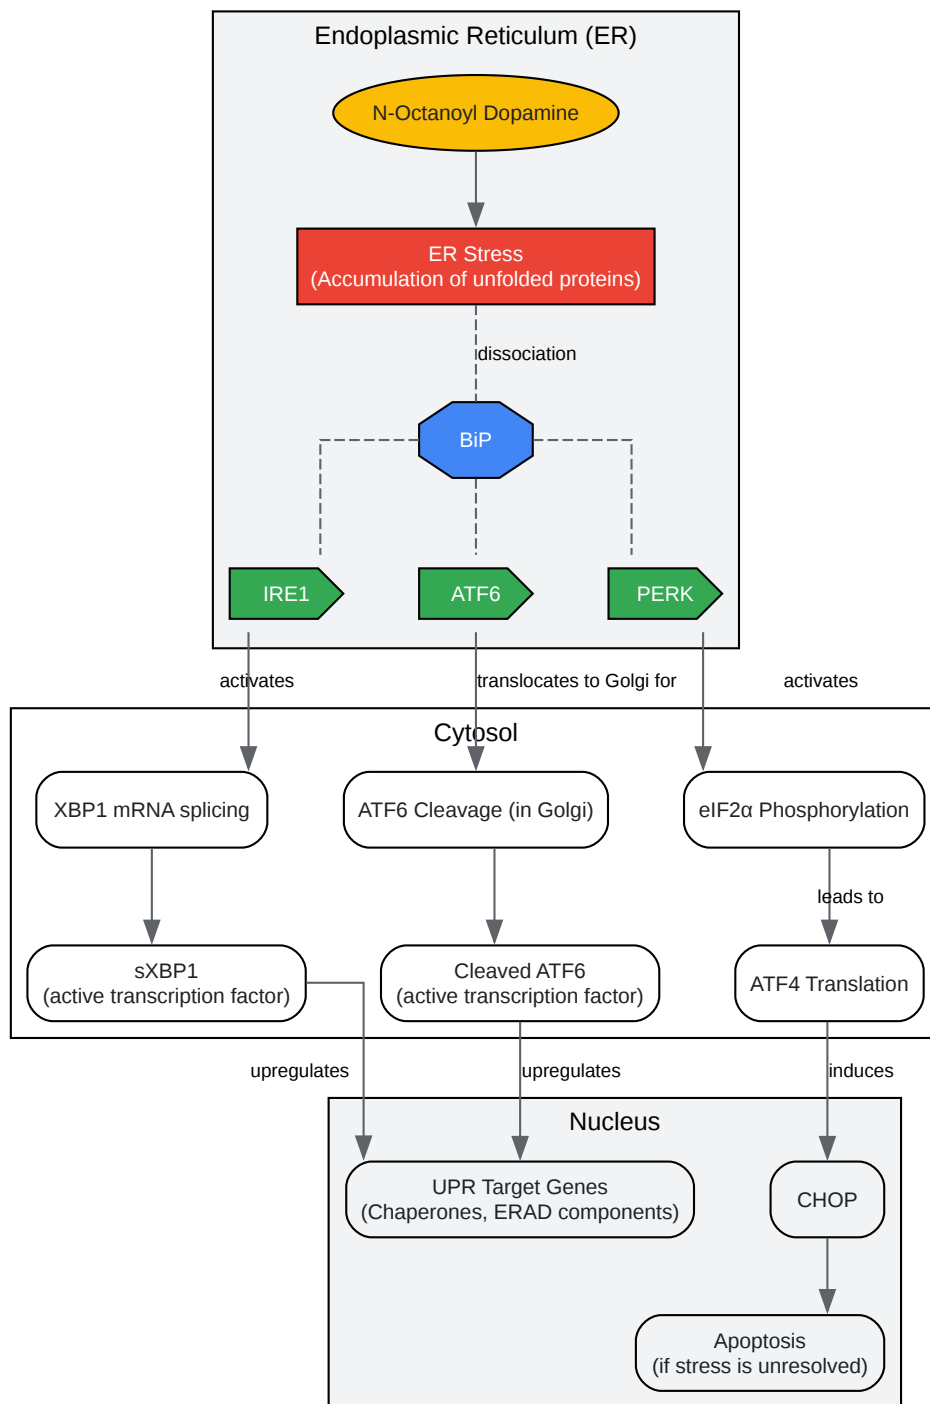 Endoplasmic Reticulum (ER)
N-Octanoyl Dopamine
ER Stress
(Accumulation of unfolded proteins)
dissociation
BiP
IRE1
ATF6
PERK
activates
translocates to Golgi for
activates
Cytosol
XBP1 mRNA splicing
ATF6 Cleavage (in Golgi)
eIF2α Phosphorylation
leads to
sXBP1
(active transcription factor)
Cleaved ATF6
(active transcription factor)
ATF4 Translation
upregulates
upregulates
induces
Nucleus
UPR Target Genes
(Chaperones, ERAD components)
CHOP
Apoptosis
(if stress is unresolved)